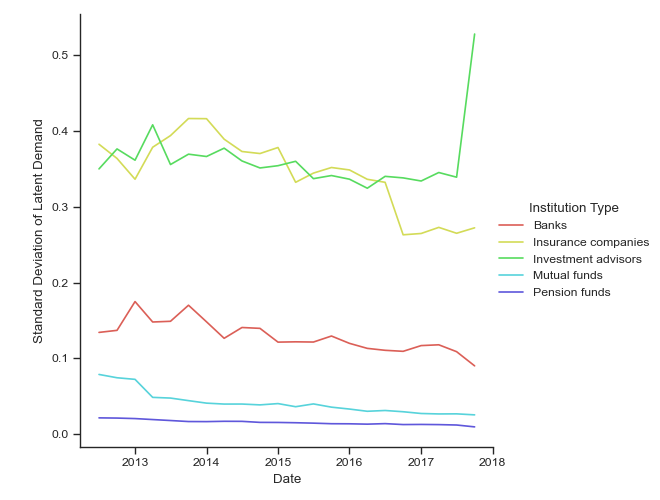 0.5
0.4
0.3
0.2
0.1
0.0
Standard Deviation of Latent Demand
2013 2014 2015 2016 2017 2018
Date
Institution Type
Banks
Insurance companies
Investment advisors
Mutual funds
Pension funds